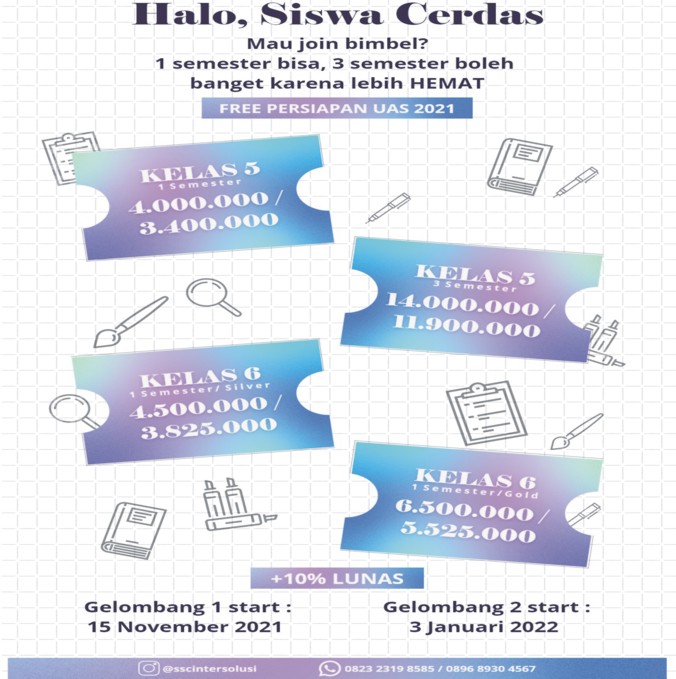 Halo, Siswa Cerdas
Mau join bimbel?
1 semester bisa, 3 semester boleh
banget karena lebih HEMAT
FREE PERSIAPAN UAS 2021
KELAS 5
1 Semester
4.000.000 /
3.400.000
KELAS 5
3 Semester
14.000.000 /
11.900.000
KELAS 6
1 Semester/ Silver
4.500.000 /
3.825.000
KELAS 6
1 Semester/Gold
6.500.000 /
5.525.000
+10% LUNAS
Gelombang 1 start :
15 November 2021
Gelombang 2 start :
3 Januari 2022
@sscintersolusi
0823 2319 8585 / 0896 8930 4567